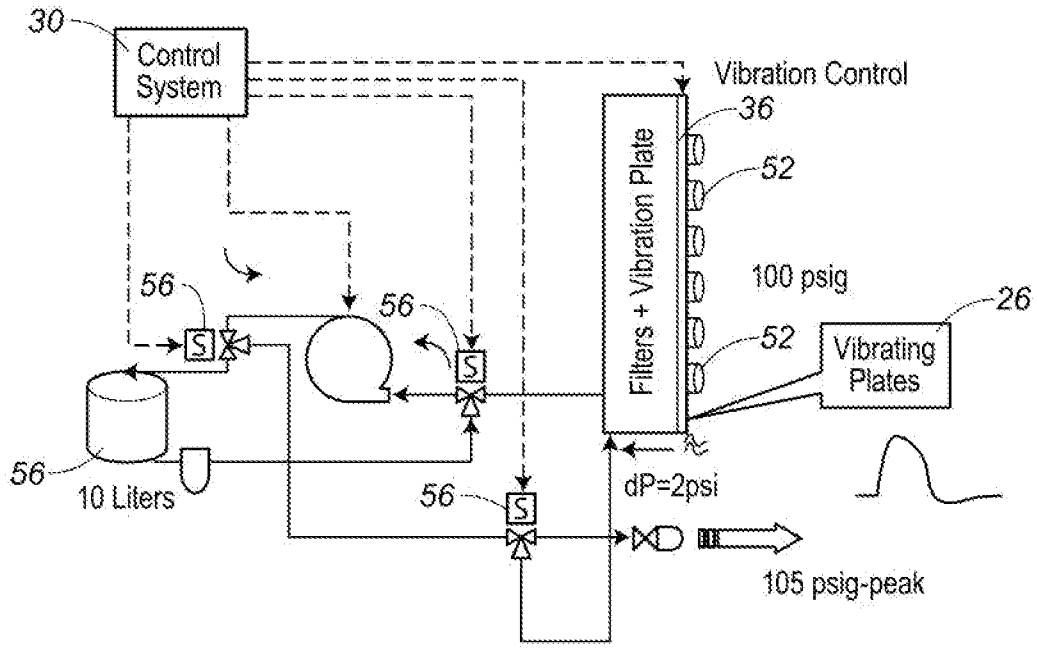 30
Control
System
Vibration Control
36
52
Filters + Vibration Plate
100 psig
26
56
S
56
S
52
Vibrating
Plates
56
10 Liters
56
S
dP=2psi
105 psig-peak